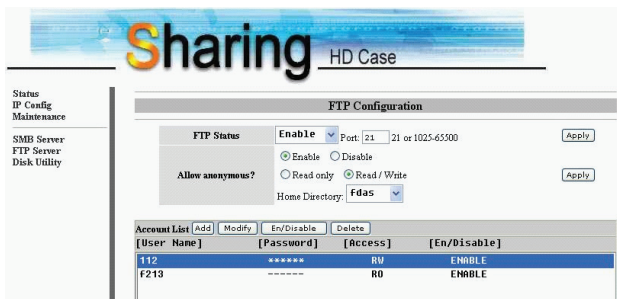 Sharing HD Case
Status
IP Config
Maintenance
SMB Server
FTP Server
Disk Utility
FTP Configuration
FTP Status Enable Port: 21 21 or 1025-65500 Apply
Allow anonymous? Enable Disable
Read only Read / Write Apply
Home Directory: fdas
Account List Add Modify En/Disable Delete
[User Name] [Password] [Access] [En/Disable]
112 ****** RW ENABLE
f213 ------ RO ENABLE